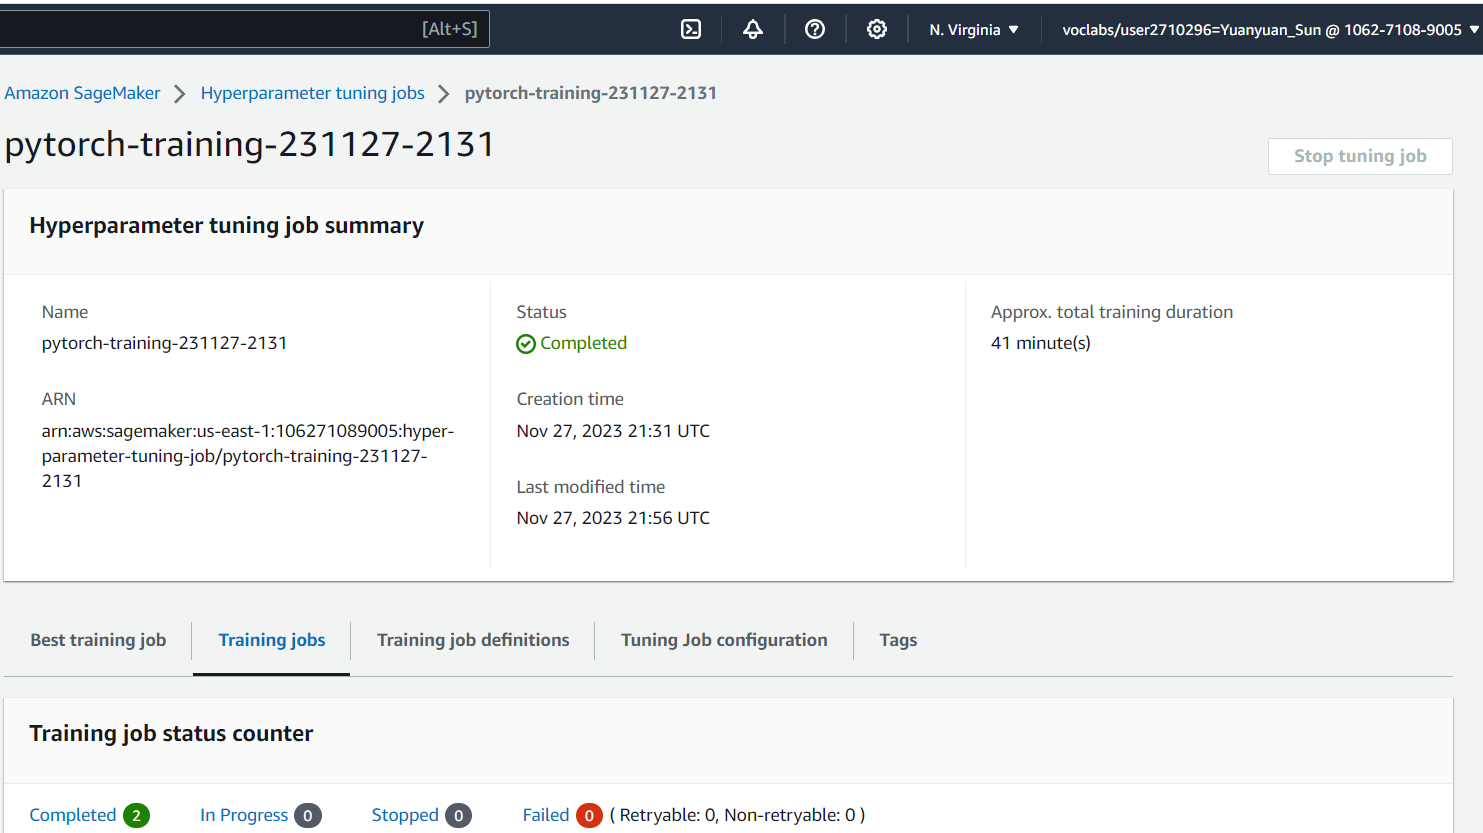 [Alt+S]
N. Virginia
voclabs/user2710296=Yuanyuan_Sun @ 1062-7108-9005
Amazon SageMaker
Hyperparameter tuning jobs
pytorch-training-231127-2131
pytorch-training-231127-2131
Stop tuning job
Hyperparameter tuning job summary
Name
pytorch-training-231127-2131
ARN
arn:aws:sagemaker:us-east-1:106271089005:hyper-
parameter-tuning-job/pytorch-training-231127-
2131
Status
Completed
Creation time
Nov 27, 2023 21:31 UTC
Last modified time
Nov 27, 2023 21:56 UTC
Approx. total training duration
41 minute(s)
Best training job
Training jobs
Training job definitions
Tuning Job configuration
Tags
Training job status counter
Completed 2
In Progress 0
Stopped 0
Failed 0 ( Retryable: 0, Non-retryable: 0 )